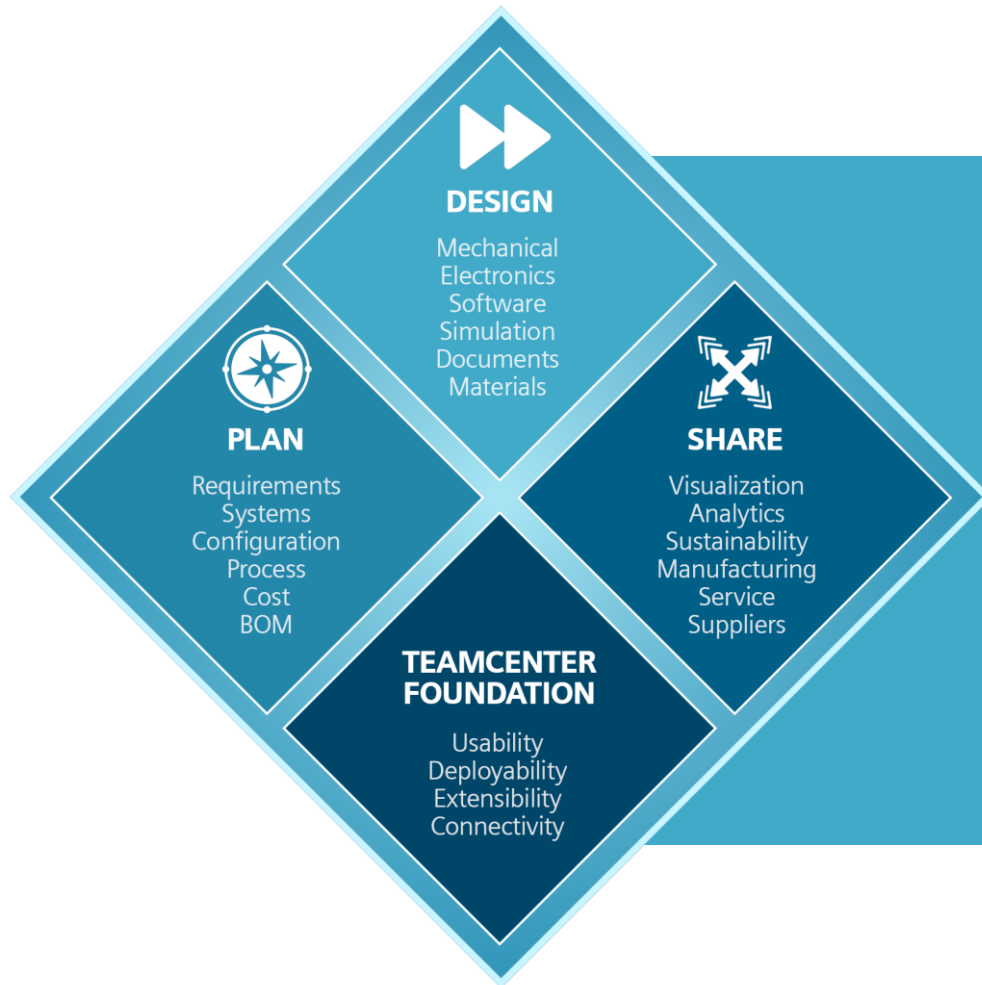 DESIGN
Mechanical
Electronics
Software
Simulation
Documents
Materials
PLAN
Requirements
Systems
Configuration
Process
Cost
BOM
SHARE
Visualization
Analytics
Sustainability
Manufacturing
Service
Suppliers
TEAMCENTER
FOUNDATION
Usability
Deployability
Extensibility
Connectivity